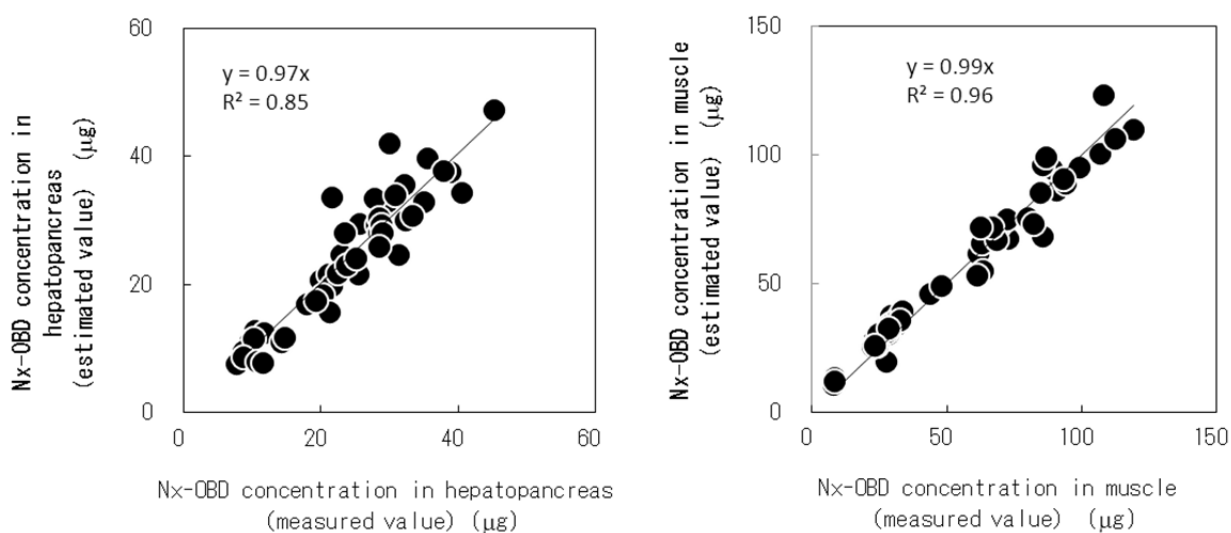 Nx-OBD concentration in
hepatopancreas
(estimated value) (μg)
60
40
20
0
y = 0.97x
R² = 0.85
0 20 40 60
Nx-OBD concentration in hepatopancreas
(measured value) (μg)
Nx-OBD concentration in muscle
(estimated value) (μg)
150
100
50
0
y = 0.99x
R² = 0.96
0 50 100 150
Nx-OBD concentration in muscle
(measured value) (μg)